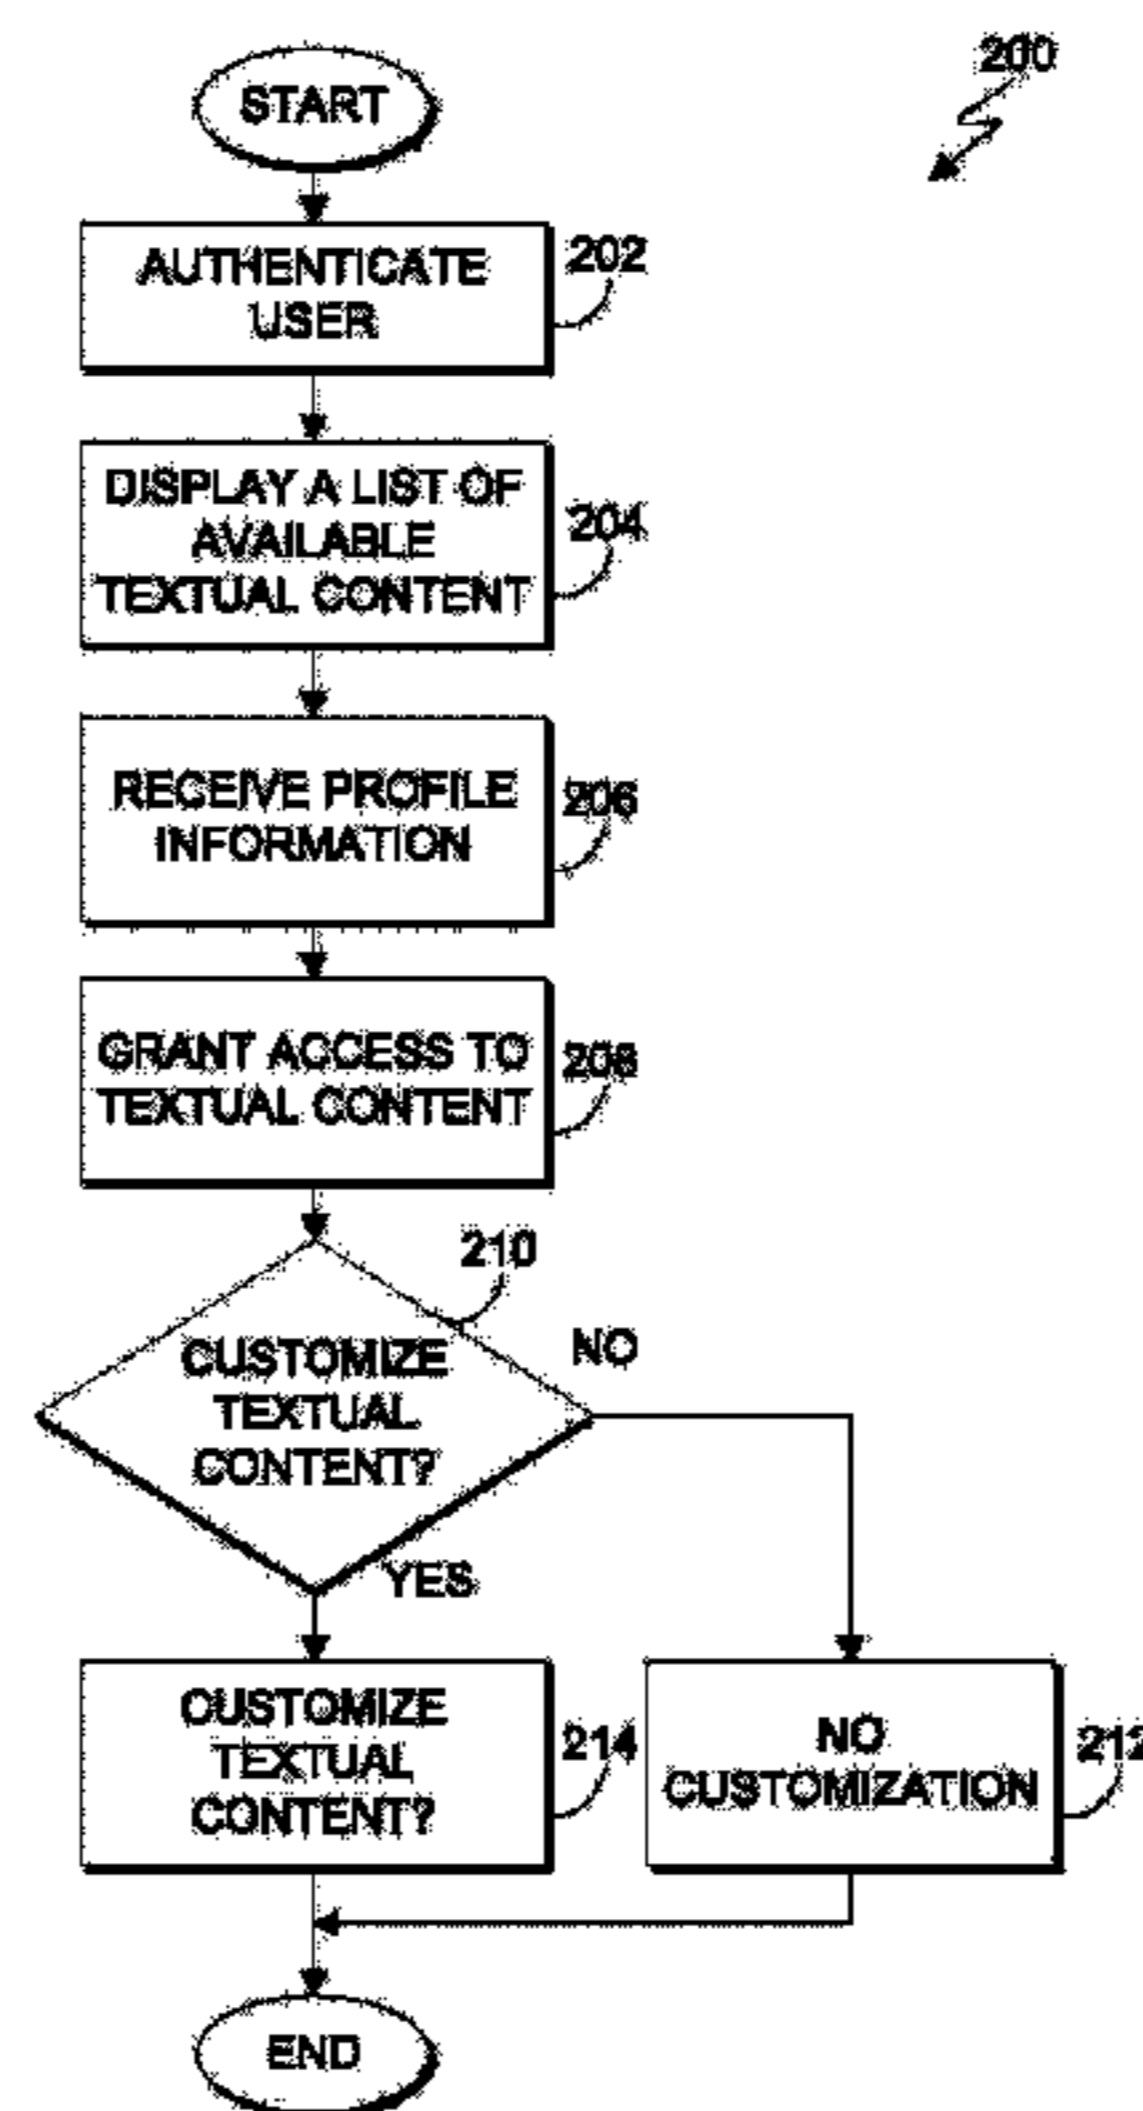 200
START
AUTHENTICATE
USER
202
DISPLAY A LIST OF
AVAILABLE
TEXTUAL CONTENT
204
RECEIVE PROFILE
INFORMATION
206
GRANT ACCESS TO
TEXTUAL CONTENT
208
210
CUSTOMIZE
TEXTUAL
CONTENT?
NO
YES
CUSTOMIZE
TEXTUAL
CONTENT?
214
NO
CUSTOMIZATION
212
END